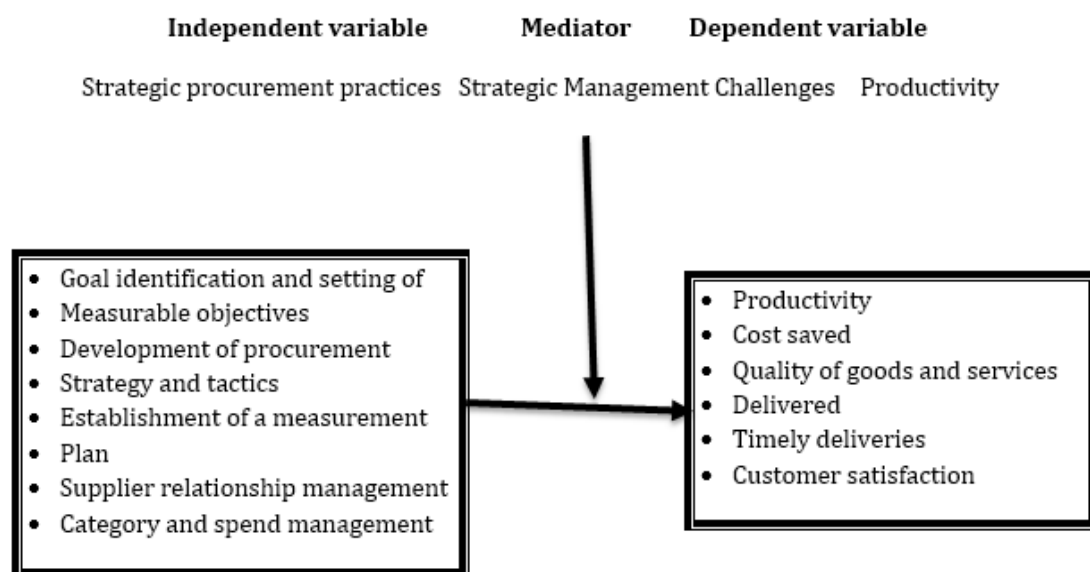 Independent variable Mediator Dependent variable
Strategic procurement practices Strategic Management Challenges Productivity
• Goal identification and setting of
• Measurable objectives
• Development of procurement
• Strategy and tactics
• Establishment of a measurement
• Plan
• Supplier relationship management
• Category and spend management
• Productivity
• Cost saved
• Quality of goods and services
• Delivered
• Timely deliveries
• Customer satisfaction